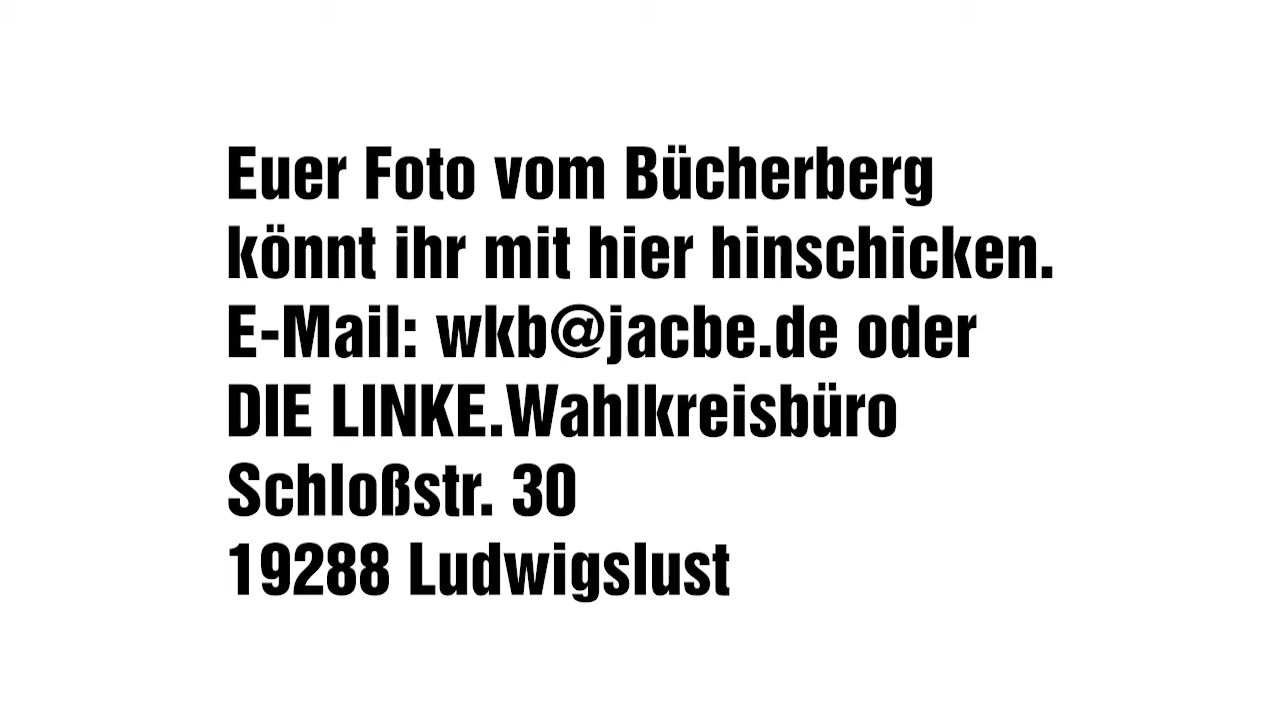 Euer Foto vom Bücherberg
könnt ihr mit hier hinschicken.
E-Mail: wkb@jacbe.de oder
DIE LINKE.Wahlkreisbüro
Schloßstr. 30
19288 Ludwigslust